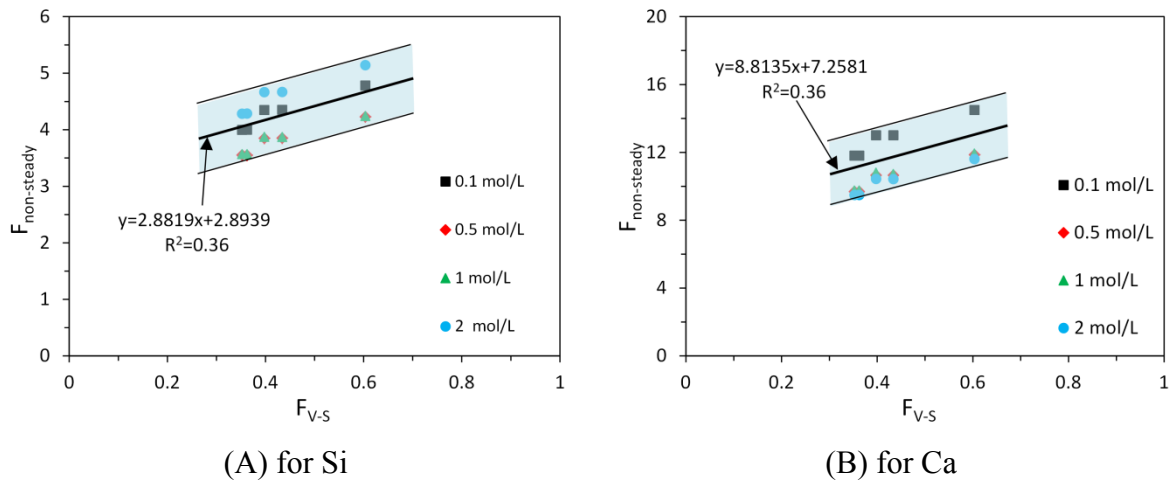 6
5
4
3
2
1
0
F_non-steady
y=2.8819x+2.8939
R²=0.36
0.1 mol/L
0.5 mol/L
1 mol/L
2 mol/L
0 0.2 0.4 0.6 0.8 1
F_V-S
(A) for Si
20
16
12
8
4
0
F_non-steady
y=8.8135x+7.2581
R²=0.36
0.1 mol/L
0.5 mol/L
1 mol/L
2 mol/L
0 0.2 0.4 0.6 0.8 1
F_V-S
(B) for Ca